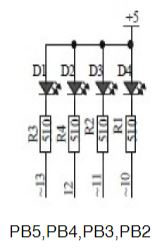 +5
D1 D2 D3 D4
R3 R4 R2 R1
510 510 510 510
~13 12 ~11 ~10
PB5,PB4,PB3,PB2